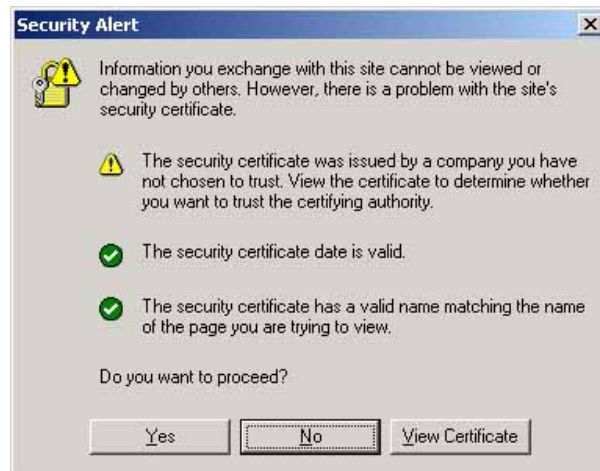 Security Alert
Information you exchange with this site cannot be viewed or
changed by others. However, there is a problem with the site's
security certificate.
The security certificate was issued by a company you have
not chosen to trust. View the certificate to determine whether
you want to trust the certifying authority.
The security certificate date is valid.
The security certificate has a valid name matching the name
of the page you are trying to view.
Do you want to proceed?
Yes No View Certificate